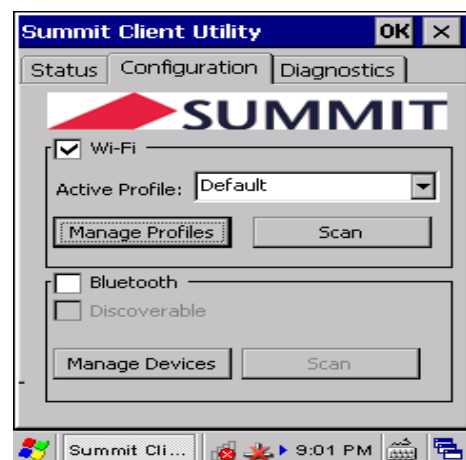 Summit Client Utility OK
Status Configuration Diagnostics
SUMMIT
Wi-Fi
Active Profile: Default
Manage Profiles Scan
Bluetooth
Discoverable
Manage Devices Scan
Summit Cli... 9:01 PM